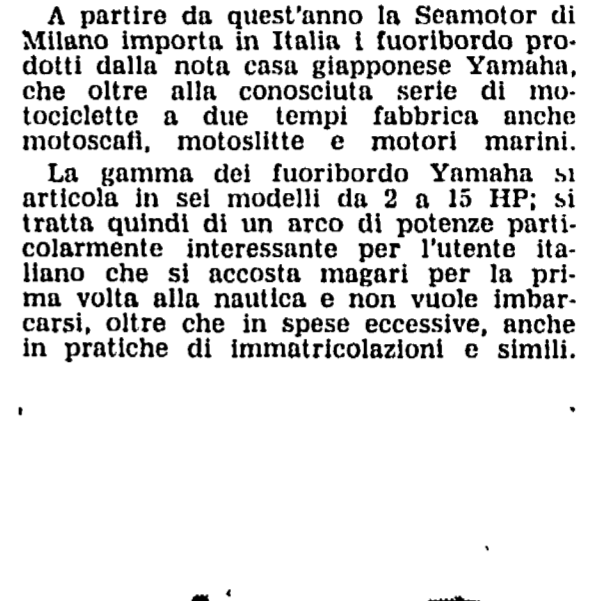 A partire da quest'anno la Seamotor di
Milano importa in Italia i fuoribordo pro-
dotti dalla nota casa giapponese Yamaha,
che oltre alla conosciuta serie di mo-
tociclette a due tempi fabbrica anche
motoscafi, motoslitte e motori marini.
La gamma dei fuoribordo Yamaha si
articola in sei modelli da 2 a 15 HP; si
tratta quindi di un arco di potenze parti-
colarmente interessante per l'utente ita-
liano che si accosta magari per la pri-
ma volta alla nautica e non vuole imbar-
carsi, oltre che in spese eccessive, anche
in pratiche di immatricolazioni e simili.